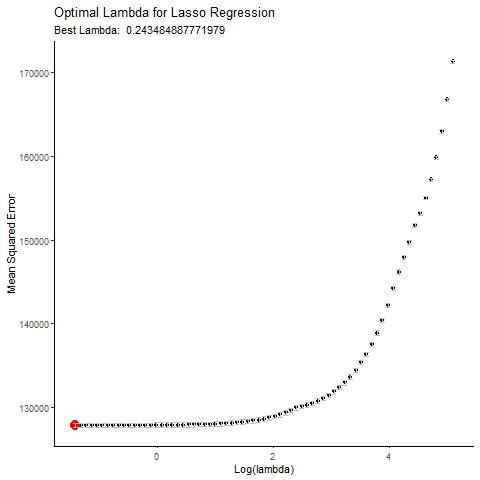 Optimal Lambda for Lasso Regression
Best Lambda:  0.243484887771979
170000
160000
150000
140000
130000
Mean Squared Error
0 2 4
Log(lambda)